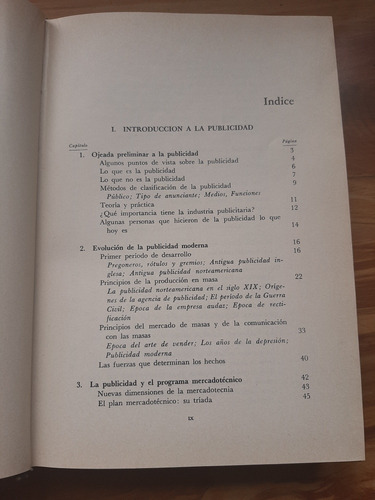 Indice
I. INTRODUCCION A LA PUBLICIDAD
Capítulo Página
1. Ojeada preliminar a la publicidad 3
Algunos puntos de vista sobre la publicidad 4
Lo que es la publicidad 6
Lo que no es la publicidad 7
Métodos de clasificación de la publicidad 9
Público; Tipo de anunciante; Medios, Funciones
Teoría y práctica 11
¿Qué importancia tiene la industria publicitaria? 12
Algunas personas que hicieron de la publicidad lo que
hoy es 14
2. Evolución de la publicidad moderna 16
Primer período de desarrollo 16
Pregoneros, rótulos y gremios; Antigua publicidad in-
glesa; Antigua publicidad norteamericana
Principios de la producción en masa 22
La publicidad norteamericana en el siglo XIX; Oríge-
nes de la agencia de publicidad; El período de la Guerra
Civil; Epoca de la empresa audaz; Epoca de recti-
ficación
Principios del mercado de masas y de la comunicación
con las masas 33
Epoca del arte de vender; Los años de la depresión;
Publicidad moderna
Las fuerzas que determinan los hechos 40
3. La publicidad y el programa mercadotécnico 42
Nuevas dimensiones de la mercadotecnia 43
El plan mercadotécnico: su tríada 45
IX